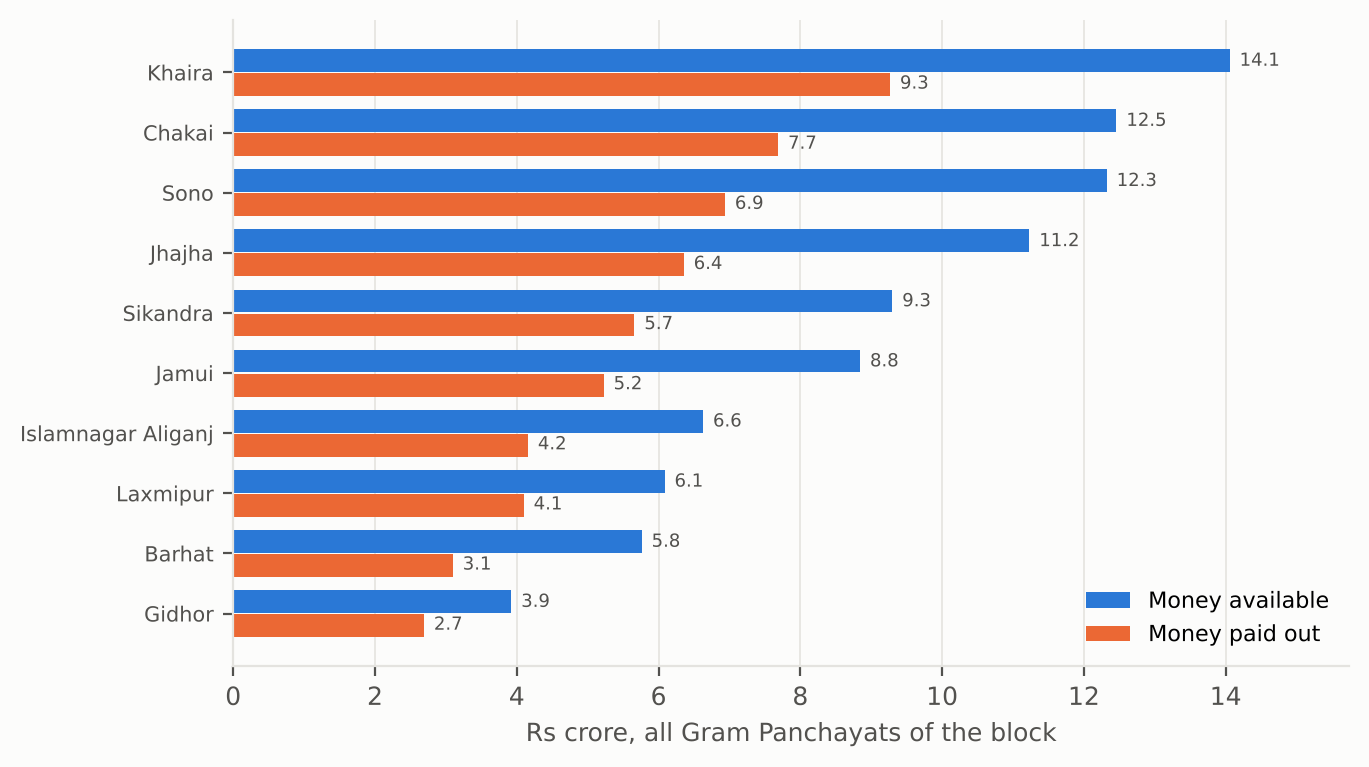 Khaira 14.1
9.3
Chakai 12.5
7.7
Sono 12.3
6.9
Jhajha 11.2
6.4
Sikandra 9.3
5.7
Jamui 8.8
5.2
Islamnagar Aliganj 6.6
4.2
Laxmipur 6.1
4.1
Barhat 5.8
3.1
Gidhor 3.9
2.7
Money available
Money paid out
0 2 4 6 8 10 12 14
Rs crore, all Gram Panchayats of the block